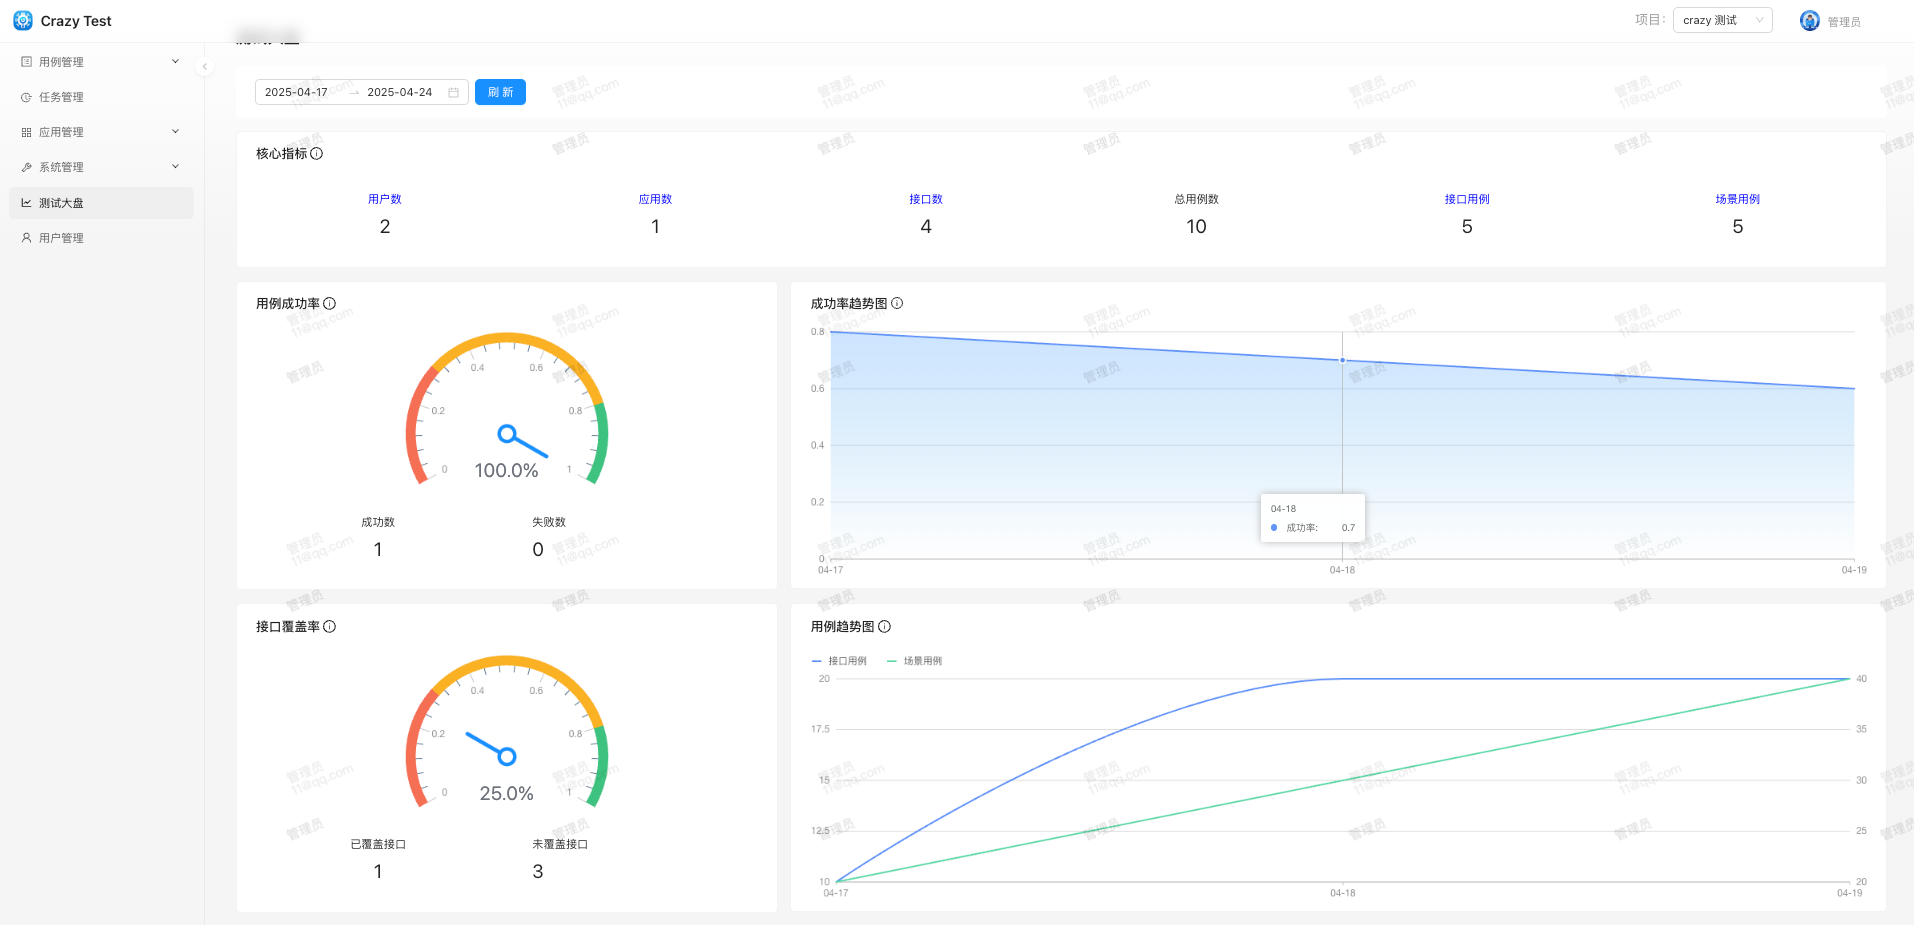 Crazy Test
项目:
crazy 测试
管理员
用例管理
任务管理
应用管理
系统管理
测试大盘
用户管理
2025-04-17
2025-04-24
刷 新
核心指标
用户数
2
应用数
1
接口数
4
总用例数
10
接口用例
5
场景用例
5
用例成功率
0
0.2
0.4
0.6
0.8
1
100.0%
成功数
失败数
1
0
成功率趋势图
0.8
0.6
0.4
0.2
0
04-17
04-18
04-19
04-18
成功率:
0.7
接口覆盖率
0
0.2
0.4
0.6
0.8
1
25.0%
已覆盖接口
未覆盖接口
1
3
用例趋势图
接口用例
场景用例
20
17.5
15
12.5
10
40
35
30
25
20
04-17
04-18
04-19
管理员
11@qq.com